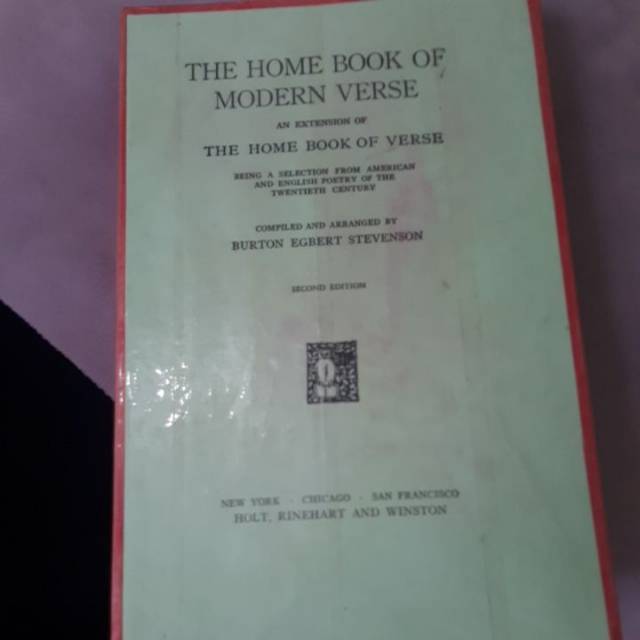 THE HOME BOOK OF
MODERN VERSE
AN EXTENSION OF
THE HOME BOOK OF VERSE
BEING A SELECTION FROM AMERICAN
AND ENGLISH POETRY OF THE
TWENTIETH CENTURY
COMPILED AND ARRANGED BY
BURTON EGBERT STEVENSON
SECOND EDITION
NEW YORK · CHICAGO · SAN FRANCISCO
HOLT, RINEHART AND WINSTON